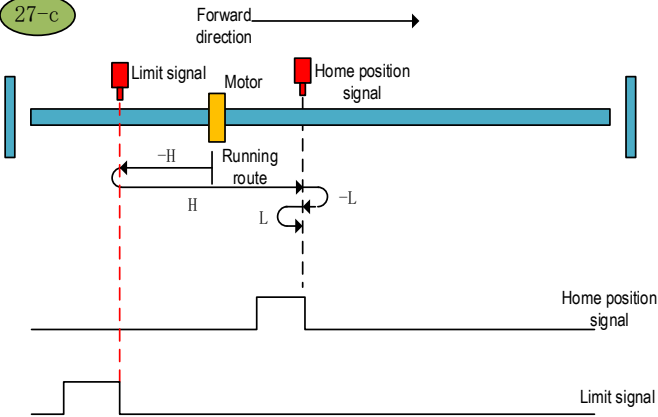 27-c
Forward
direction
Limit signal
Motor
Home position
signal
-H
Running
route
H
-L
L
Home position
signal
Limit signal